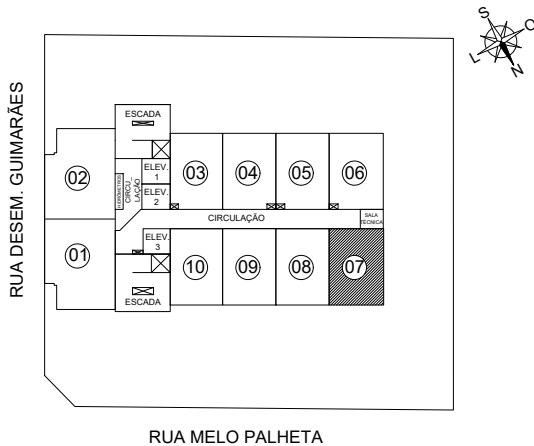 S
O
L
N
RUA DESEM. GUIMARÃES
ESCADA
02
HIDRÔMETROS
CIRCU_
LAÇÃO
ELEV.
1
ELEV.
2
03
04
05
06
CIRCULAÇÃO
SALA
TÉCNICA
01
ELEV.
3
ESCADA
10
09
08
07
RUA MELO PALHETA